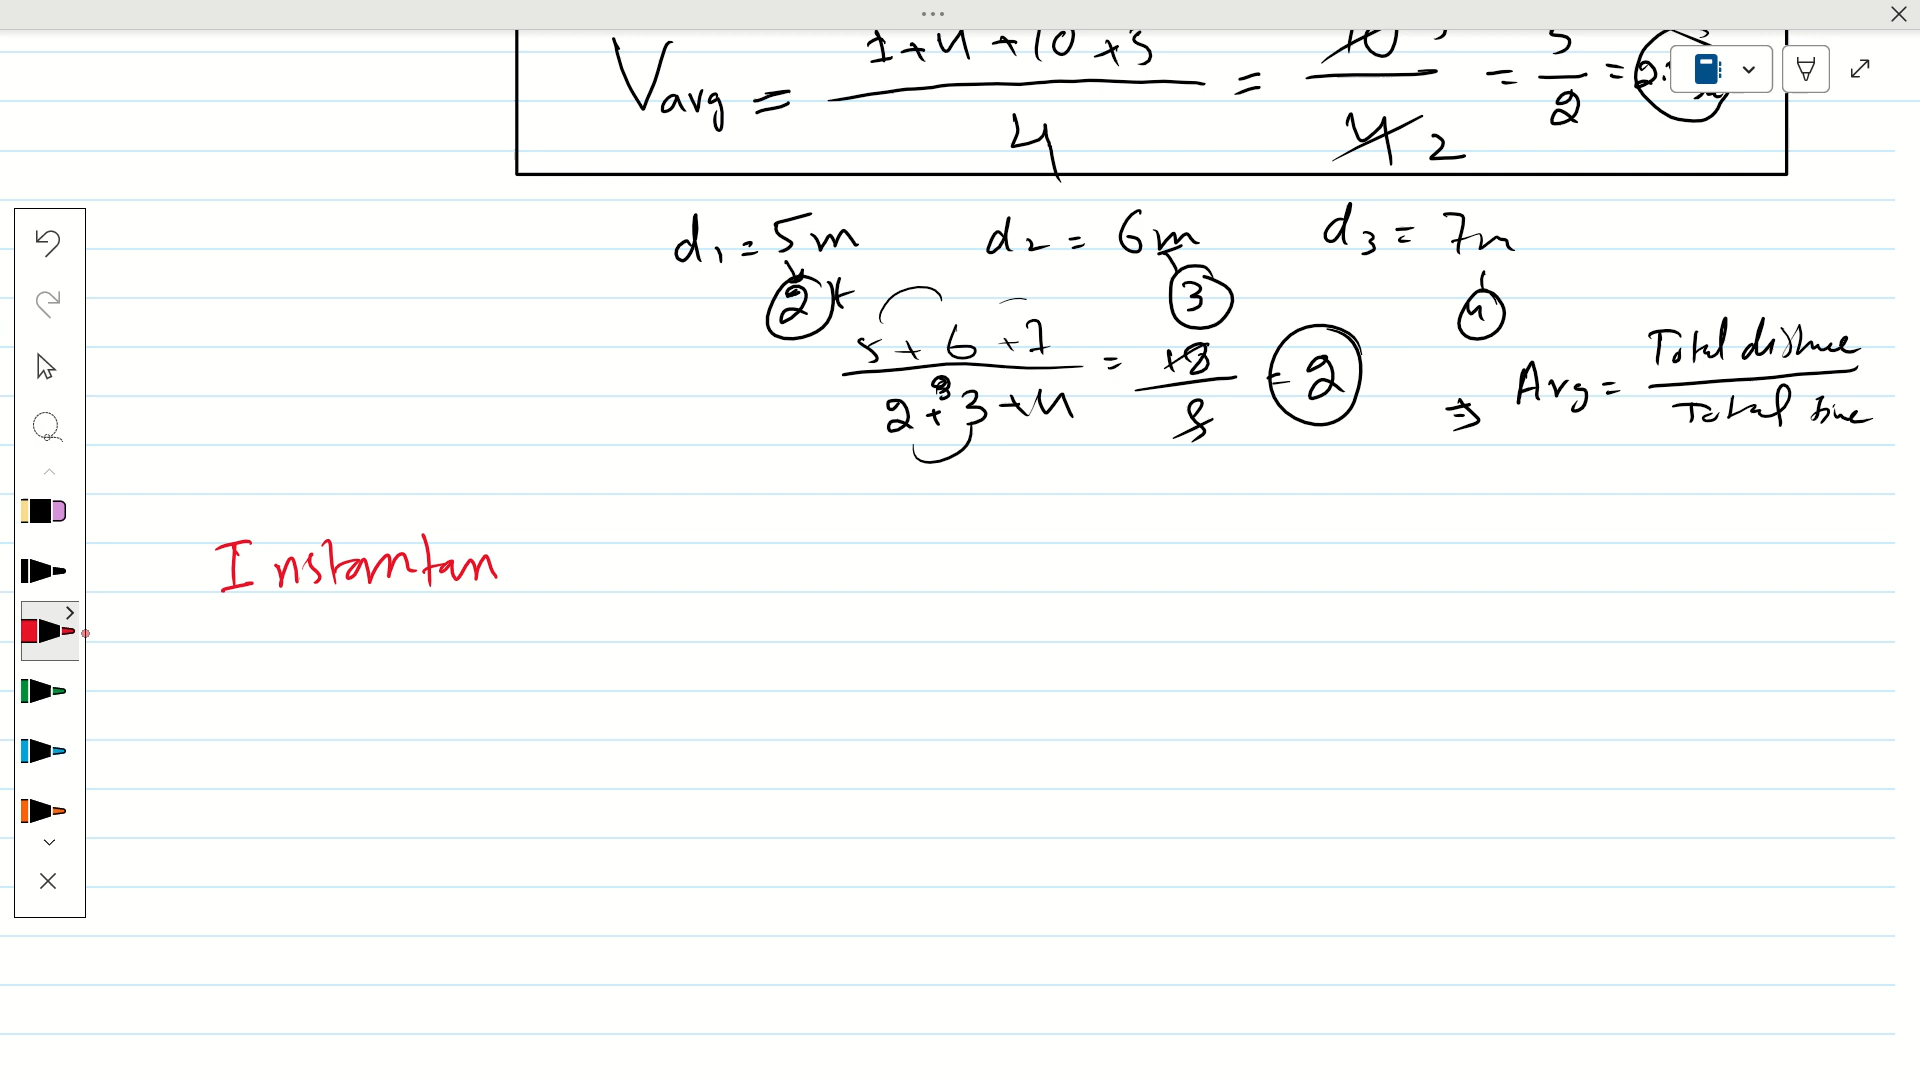 1+4+10+5
Varg = ――― = 10 / 4 2 = 5/2 =
4
d1 = 5m d2 = 6m d3 = 7m
2 3 4
5 + 6 + 7 / 2 + 3 + 4 = 18 / 9 = 2 ⇒ Avg = Total distance / Total time
Instantan